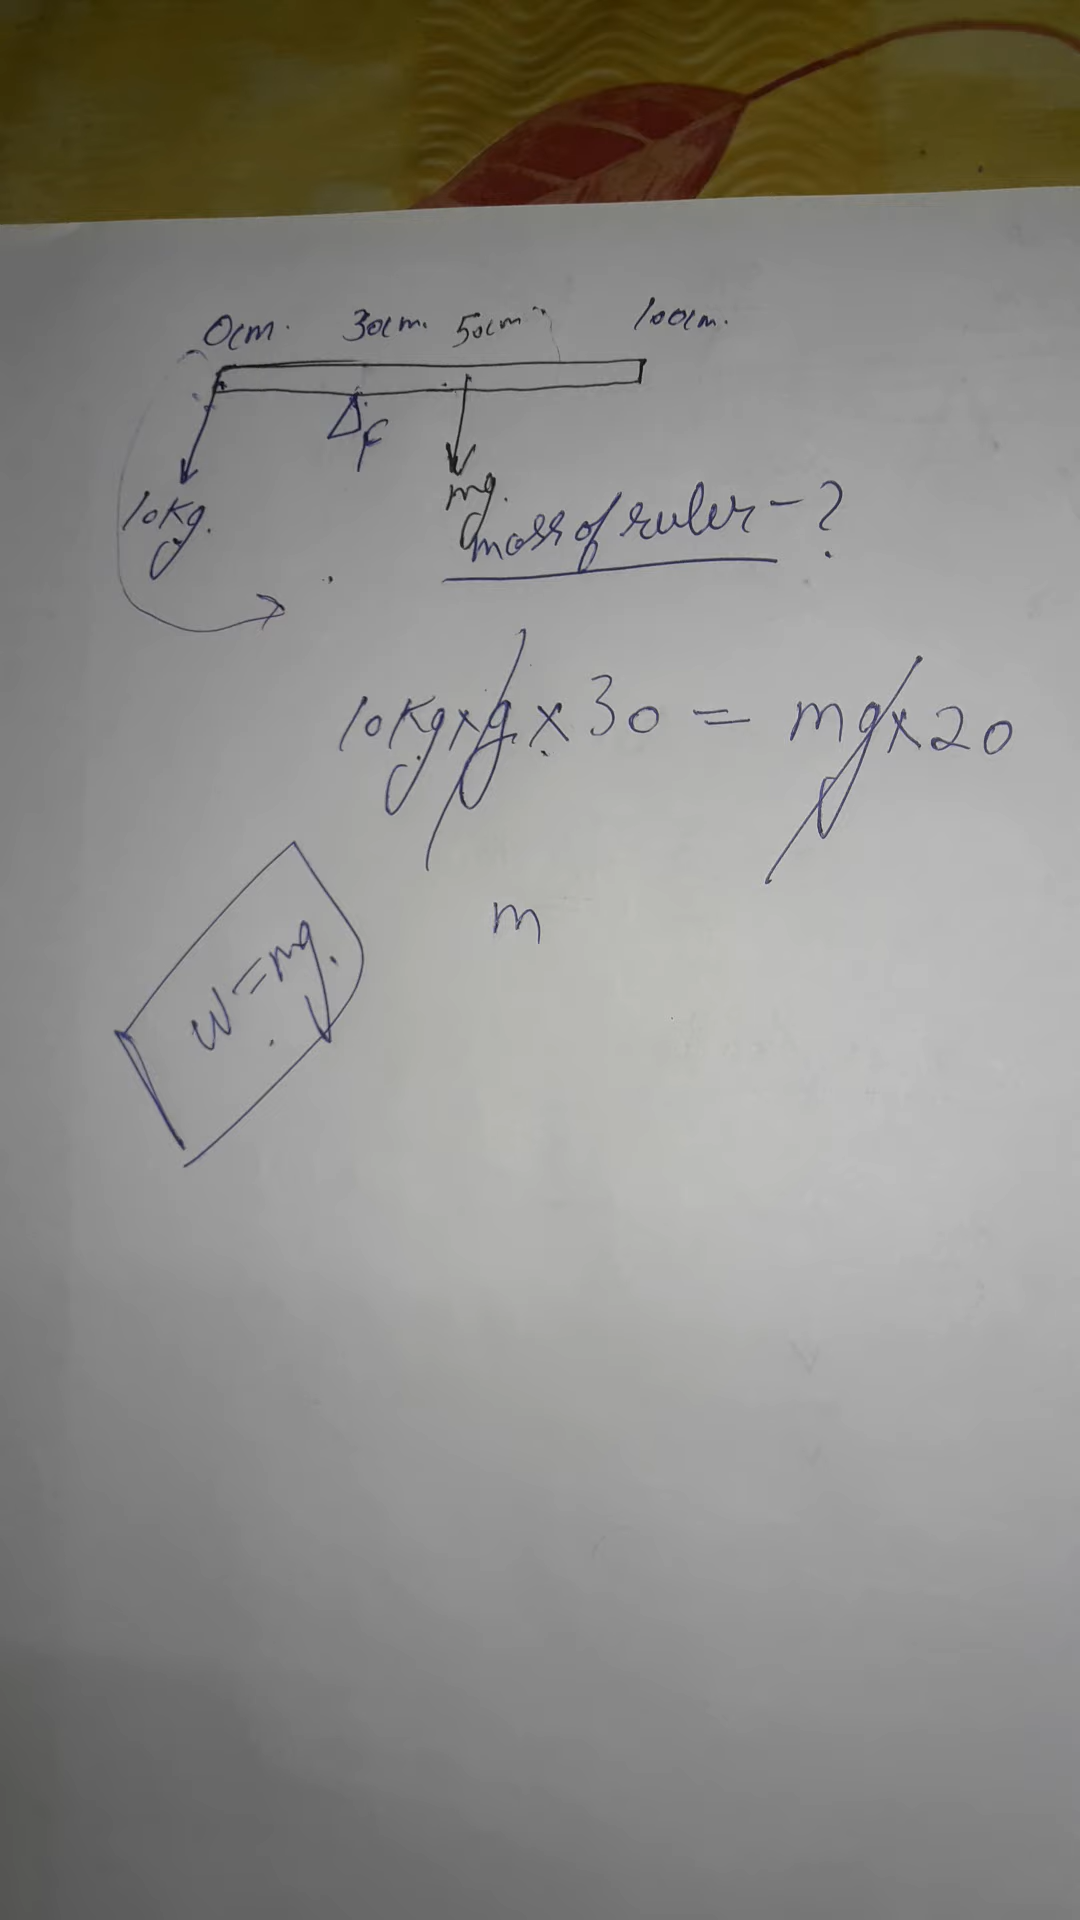 0cm. 30cm. 50cm 100cm.
F
10kg.
mg.
mass of ruler - ?
10kg x g x 30 = mg x 20
m
W = mg.